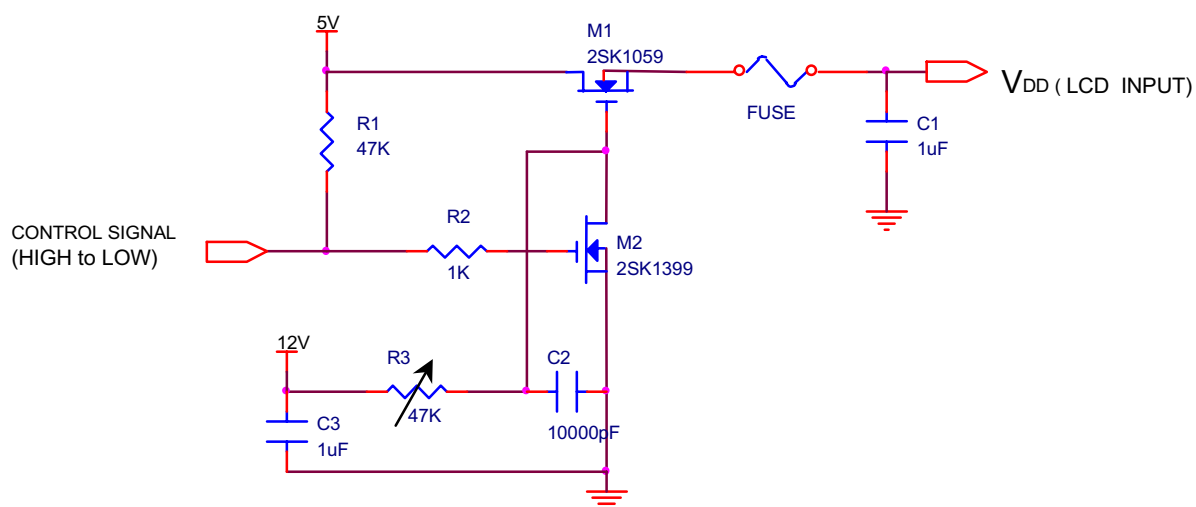 5V
M1
2SK1059
FUSE
VDD ( LCD INPUT)
R1
47K
C1
1uF
CONTROL SIGNAL
(HIGH to LOW)
R2
1K
M2
2SK1399
12V
R3
47K
C2
10000pF
C3
1uF